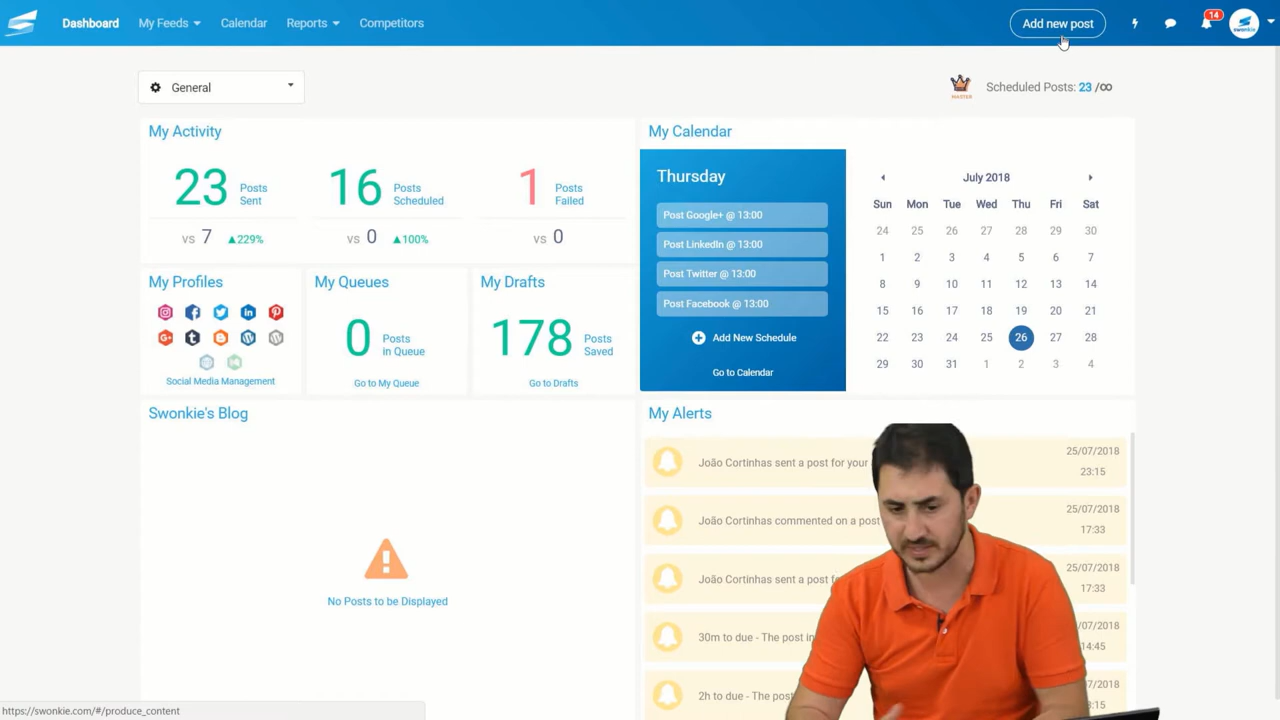 Dashboard
My Feeds
Calendar
Reports
Competitors
Add new post
14
swonkie
General
MASTER
Scheduled Posts: 23 /∞
My Activity
23 Posts Sent
16 Posts Scheduled
1 Posts Failed
vs 7 ▲229%
vs 0 ▲100%
vs 0
My Profiles
Social Media Management
My Queues
0 Posts in Queue
Go to My Queue
My Drafts
178 Posts Saved
Go to Drafts
My Calendar
Thursday
Post Google+ @ 13:00
Post LinkedIn @ 13:00
Post Twitter @ 13:00
Post Facebook @ 13:00
Add New Schedule
Go to Calendar
July 2018
Sun Mon Tue Wed Thu Fri Sat
24 25 26 27 28 29 30
1 2 3 4 5 6 7
8 9 10 11 12 13 14
15 16 17 18 19 20 21
22 23 24 25 26 27 28
29 30 31 1 2 3 4
Swonkie's Blog
No Posts to be Displayed
My Alerts
João Cortinhas sent a post for your
25/07/2018
23:15
João Cortinhas commented on a post
25/07/2018
17:33
João Cortinhas sent a post
25/07/2018
17:33
30m to due - The post in
/07/2018
14:45
2h to due - The post
/07/2018
:15
https://swonkie.com/#/produce_content